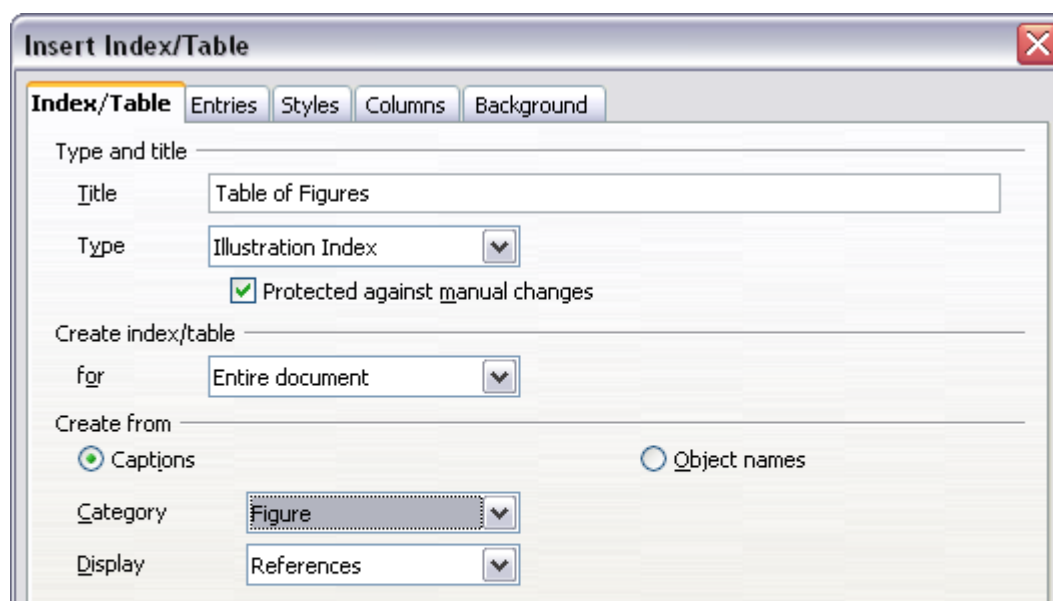 Insert Index/Table
Index/Table Entries Styles Columns Background
Type and title
Title Table of Figures
Type Illustration Index
Protected against manual changes
Create index/table
for Entire document
Create from
Captions Object names
Category Figure
Display References